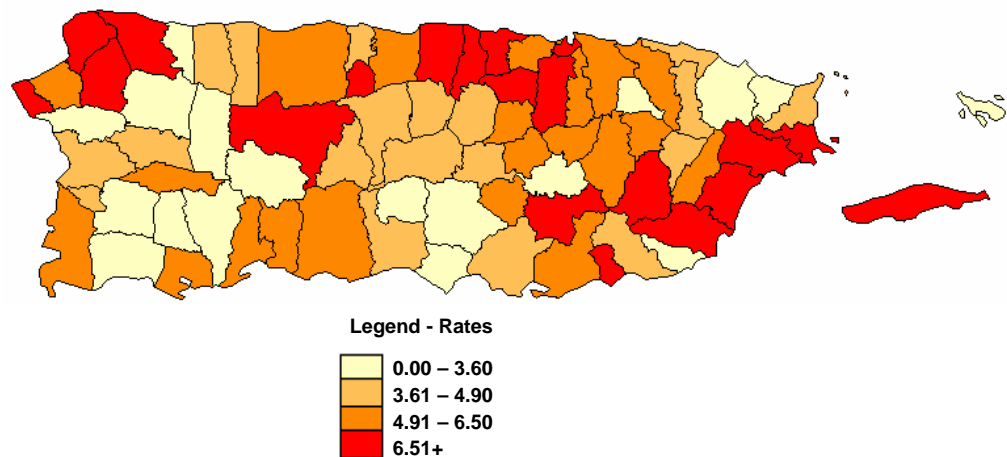 Legend - Rates
0.00 – 3.60
3.61 – 4.90
4.91 – 6.50
6.51+